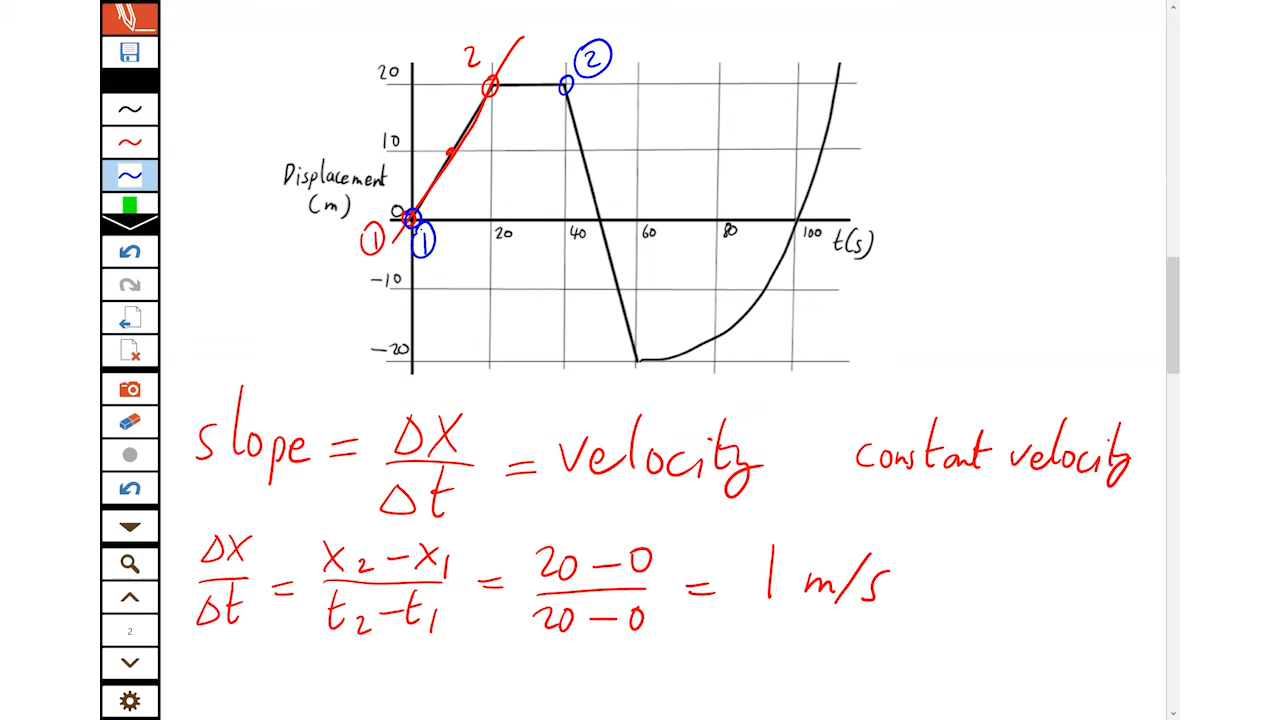 2 2
20
10
Displacement
(m)
0
1 1 20 40 60 80 100 t(s)
-10
-20
slope = Δx/Δt = velocity constant velocity
Δx/Δt = x₂-x₁/t₂-t₁ = 20-0/20-0 = 1 m/s
2